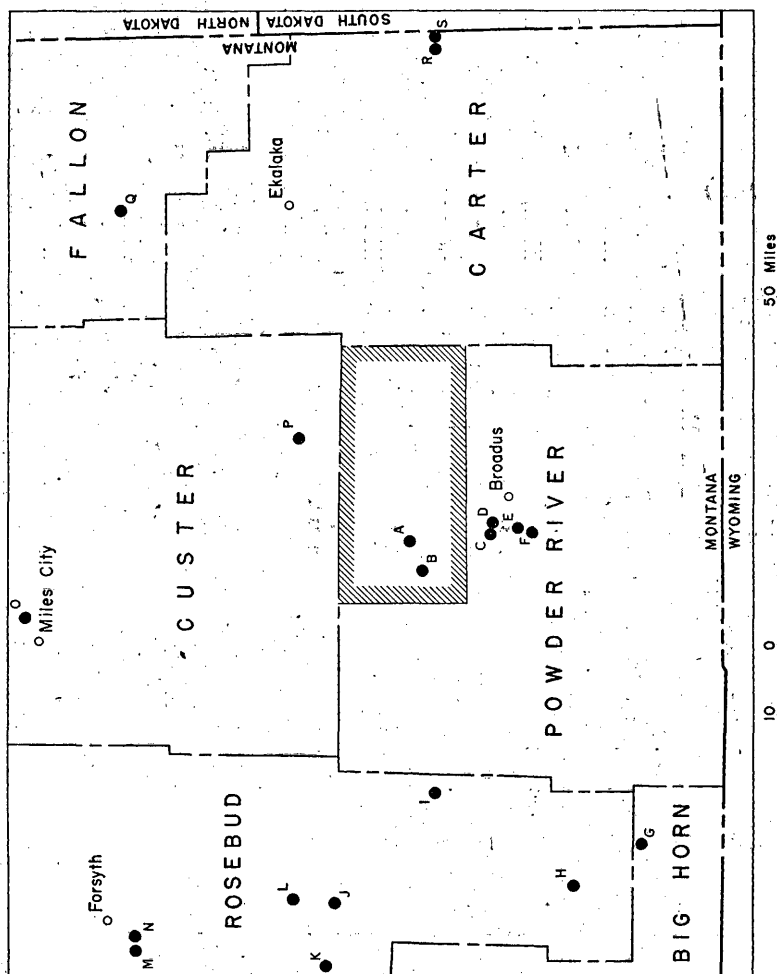 NORTH DAKOTA
SOUTH DAKOTA
MONTANA
FALLON
Q
Ekalaka
R
S
CARTER
Miles City
CUSTER
P
A
B
C
D
E
F
Broadus
POWDER RIVER
MONTANA
WYOMING
Forsyth
M
N
ROSEBUD
L
J
K
I
H
G
BIG HORN
10
0
50 Miles